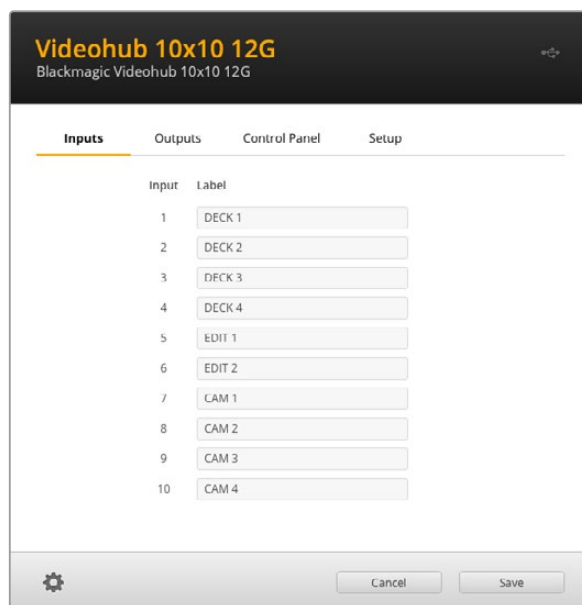 Videohub 10x10 12G
Blackmagic Videohub 10x10 12G
Inputs Outputs Control Panel Setup
Input Label
1 DECK 1
2 DECK 2
3 DECK 3
4 DECK 4
5 EDIT 1
6 EDIT 2
7 CAM 1
8 CAM 2
9 CAM 3
10 CAM 4
Cancel Save